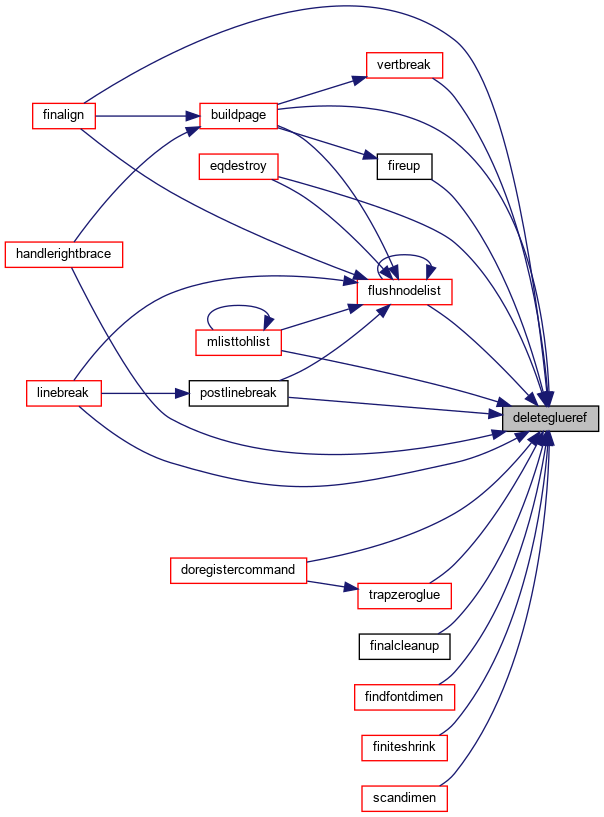 vertbreak
finalign
buildpage
eqdestroy
fireup
handlerightbrace
flushnodelist
mlisttohlist
linebreak
postlinebreak
deleteglueref
doregistercommand
trapzeroglue
finalcleanup
findfontdimen
finiteshrink
scandimen